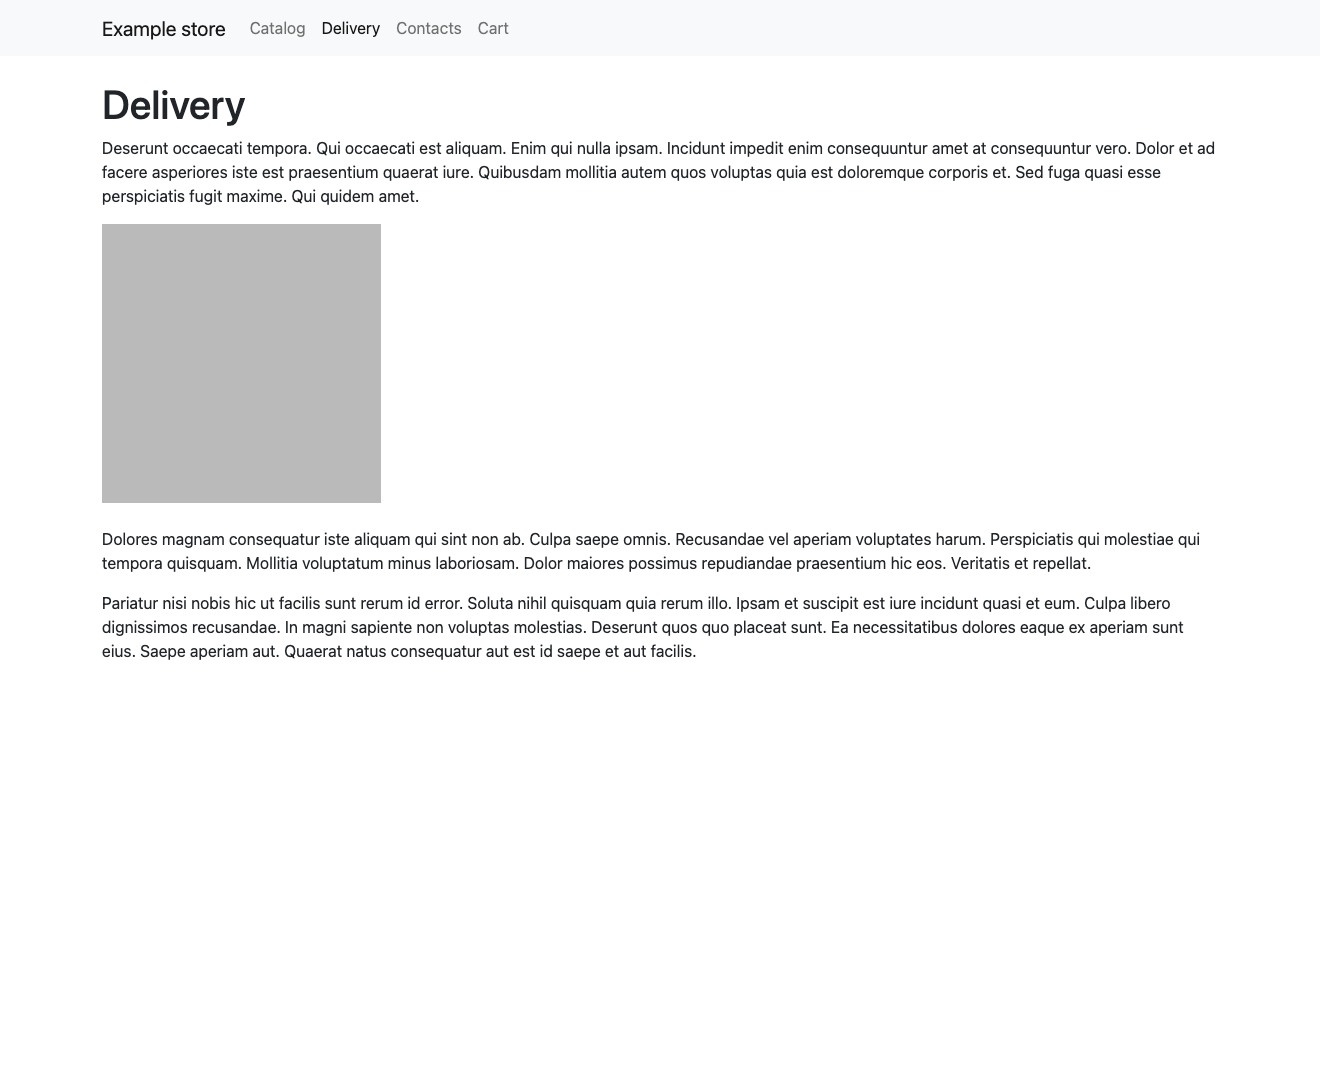 Example store Catalog Delivery Contacts Cart
Delivery
Deserunt occaecati tempora. Qui occaecati est aliquam. Enim qui nulla ipsam. Incidunt impedit enim consequuntur amet at consequuntur vero. Dolor et ad
facere asperiores iste est praesentium quaerat iure. Quibusdam mollitia autem quos voluptas quia est doloremque corporis et. Sed fuga quasi esse
perspiciatis fugit maxime. Qui quidem amet.
Dolores magnam consequatur iste aliquam qui sint non ab. Culpa saepe omnis. Recusandae vel aperiam voluptates harum. Perspiciatis qui molestiae qui
tempora quisquam. Mollitia voluptatum minus laboriosam. Dolor maiores possimus repudiandae praesentium hic eos. Veritatis et repellat.
Pariatur nisi nobis hic ut facilis sunt rerum id error. Soluta nihil quisquam quia rerum illo. Ipsam et suscipit est iure incidunt quasi et eum. Culpa libero
dignissimos recusandae. In magni sapiente non voluptas molestias. Deserunt quos quo placeat sunt. Ea necessitatibus dolores eaque ex aperiam sunt
eius. Saepe aperiam aut. Quaerat natus consequatur aut est id saepe et aut facilis.